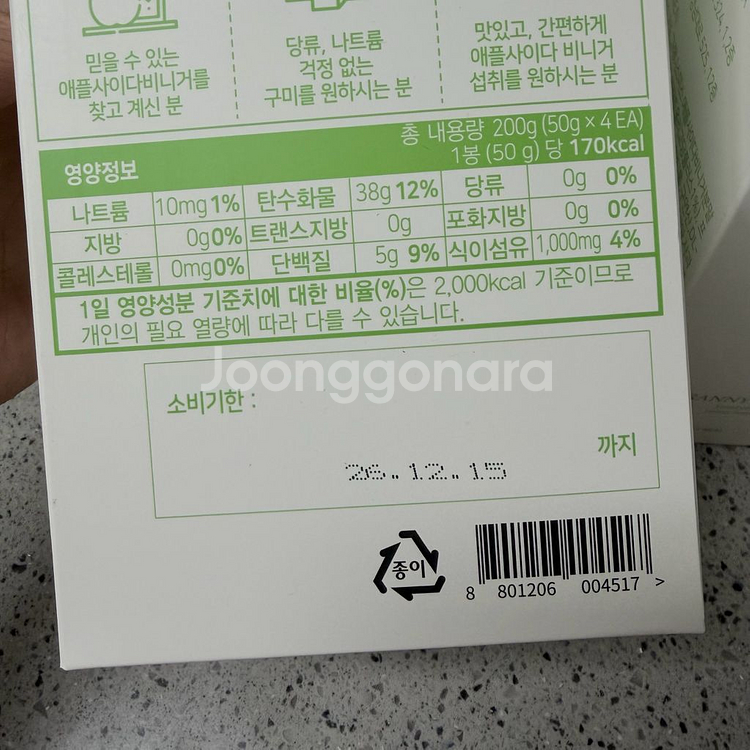 믿을 수 있는
애플사이다비니거를
찾고 계신 분
당류, 나트륨
걱정 없는
구미를 원하시는 분
맛있고, 간편하게
애플사이다 비니거
섭취를 원하시는 분
영양정보
총 내용량 200g (50g × 4 EA)
1봉 (50 g) 당 170kcal
나트륨 10mg 1% 탄수화물 38g 12% 당류 0g 0%
지방 0g 0% 트랜스지방 0g 포화지방 0g 0%
콜레스테롤 0mg 0% 단백질 5g 9% 식이섬유 1,000mg 4%
1일 영양성분 기준치에 대한 비율(%)은 2,000kcal 기준이므로
개인의 필요 열량에 따라 다를 수 있습니다.
Joonggonara
소비기한 :
까지
26.12.15
종이
8 801206 004517 >